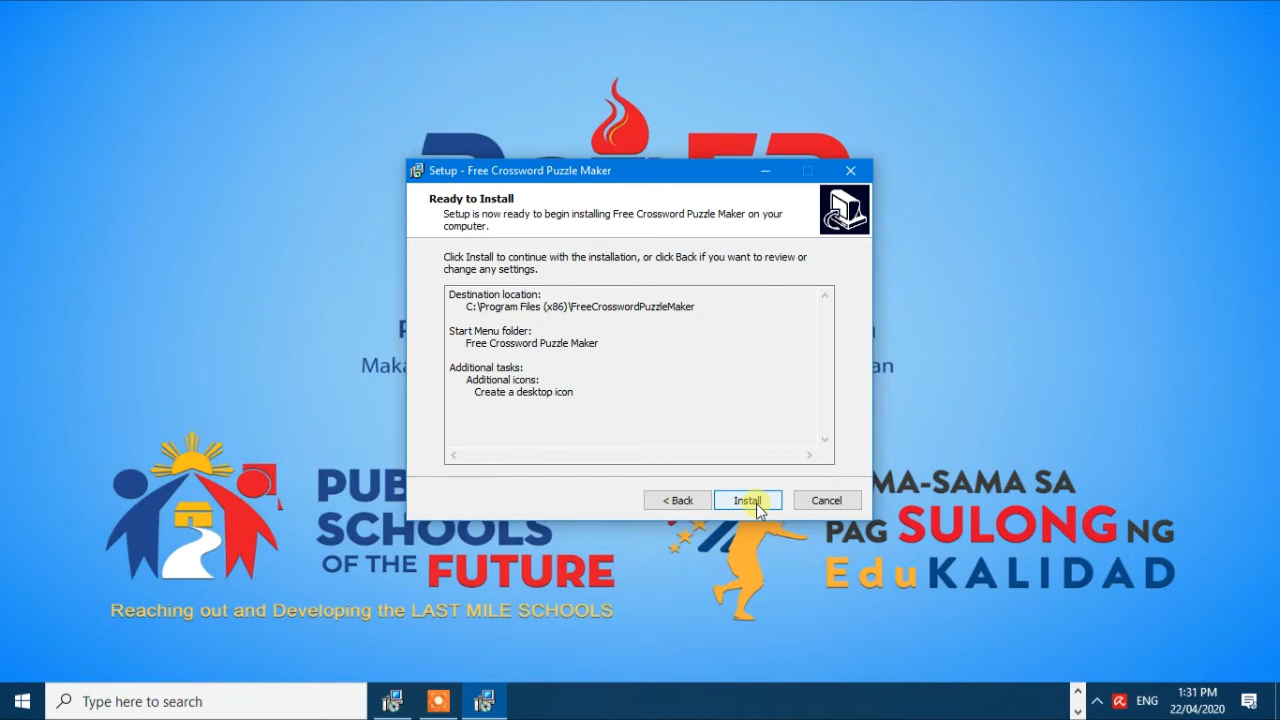 Setup - Free Crossword Puzzle Maker
Ready to Install
Setup is now ready to begin installing Free Crossword Puzzle Maker on your
computer.
Click Install to continue with the installation, or click Back if you want to review or
change any settings.
Destination location:
C:\Program Files (x86)\FreeCrosswordPuzzleMaker
Start Menu folder:
Free Crossword Puzzle Maker
Additional tasks:
Additional icons:
Create a desktop icon
< Back
Install
Cancel
SCHOOLS
OF THE FUTURE
Reaching out and Developing the LAST MILE SCHOOLS
MA-SAMA SA
PAG SULONG NG
EduKALIDAD
Type here to search
ENG
1:31 PM
22/04/2020